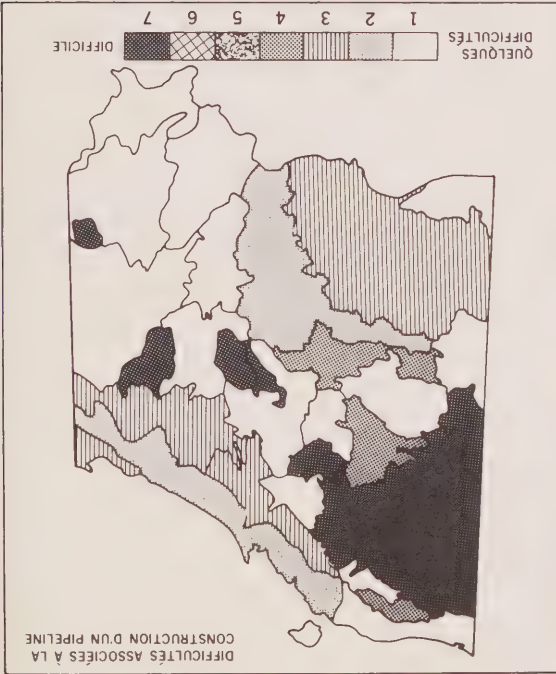 DIFFICULTÉS ASSOCIÉES À LA
CONSTRUCTION D'UN PIPELINE
QUELQUES
DIFFICULTÉS
1 2 3 4 5 6 7
DIFFICILE